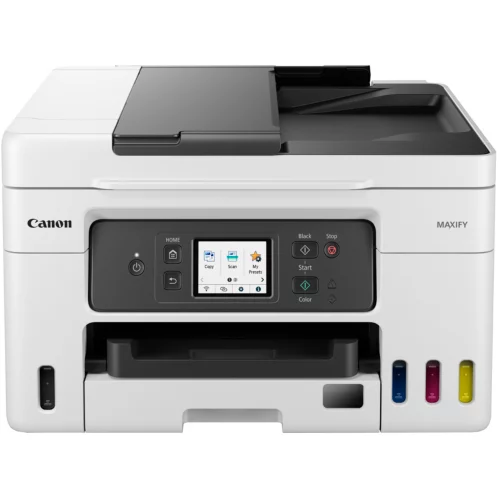 Canon
MAXIFY
HOME
Black
Stop
Copy
Scan
My
Presets
Start
Color